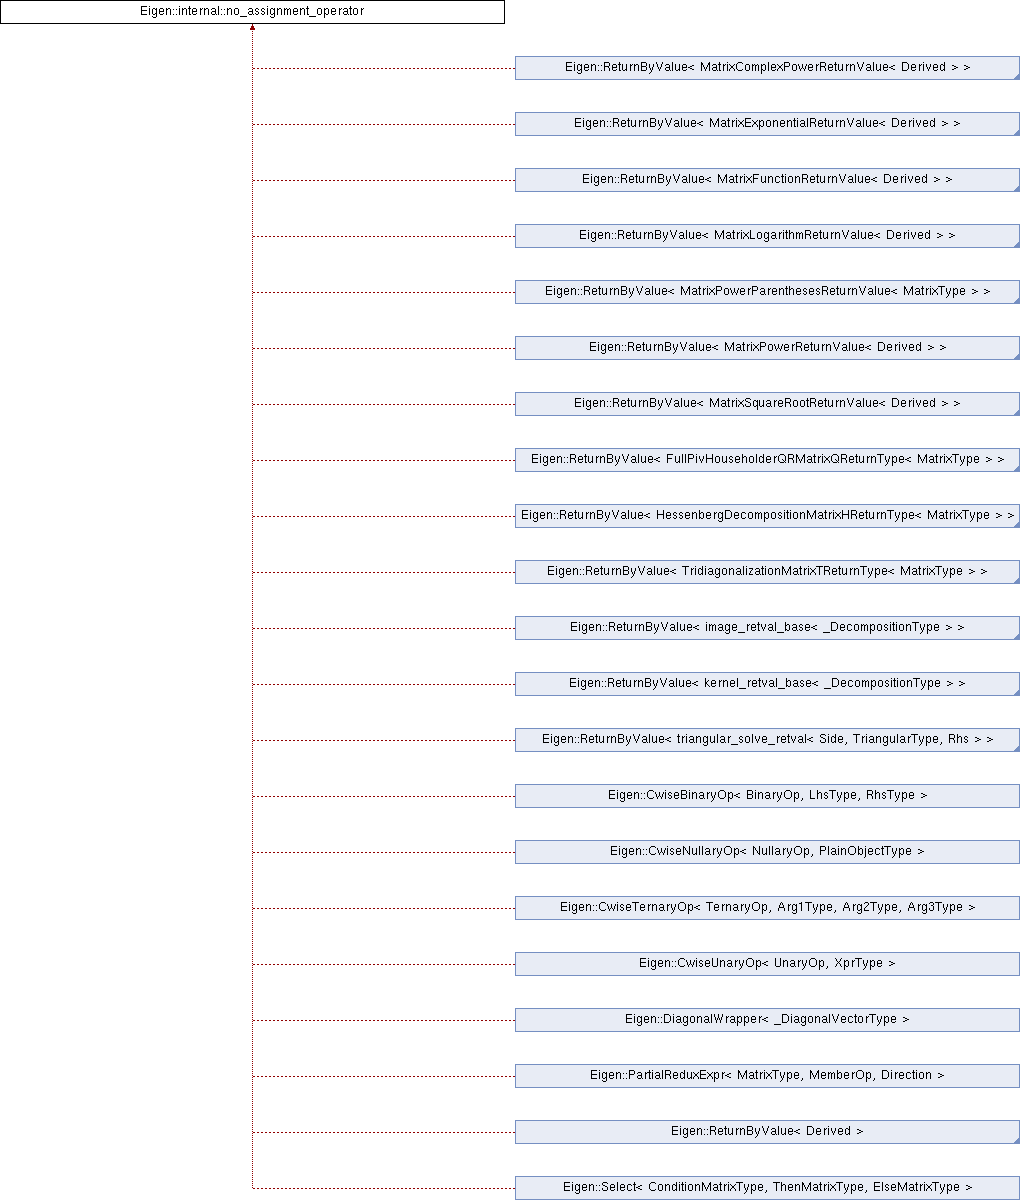 Eigen::internal::no_assignment_operator
Eigen::ReturnByValue< MatrixComplexPowerReturnValue< Derived > >
Eigen::ReturnByValue< MatrixExponentialReturnValue< Derived > >
Eigen::ReturnByValue< MatrixFunctionReturnValue< Derived > >
Eigen::ReturnByValue< MatrixLogarithmReturnValue< Derived > >
Eigen::ReturnByValue< MatrixPowerParenthesesReturnValue< MatrixType > >
Eigen::ReturnByValue< MatrixPowerReturnValue< Derived > >
Eigen::ReturnByValue< MatrixSquareRootReturnValue< Derived > >
Eigen::ReturnByValue< FullPivHouseholderQRMatrixQReturnType< MatrixType > >
Eigen::ReturnByValue< HessenbergDecompositionMatrixHReturnType< MatrixType > >
Eigen::ReturnByValue< TridiagonalizationMatrixTReturnType< MatrixType > >
Eigen::ReturnByValue< image_retval_base< _DecompositionType > >
Eigen::ReturnByValue< kernel_retval_base< _DecompositionType > >
Eigen::ReturnByValue< triangular_solve_retval< Side, TriangularType, Rhs > >
Eigen::CwiseBinaryOp< BinaryOp, LhsType, RhsType >
Eigen::CwiseNullaryOp< NullaryOp, PlainObjectType >
Eigen::CwiseTernaryOp< TernaryOp, Arg1Type, Arg2Type, Arg3Type >
Eigen::CwiseUnaryOp< UnaryOp, XprType >
Eigen::DiagonalWrapper< _DiagonalVectorType >
Eigen::PartialReduxExpr< MatrixType, MemberOp, Direction >
Eigen::ReturnByValue< Derived >
Eigen::Select< ConditionMatrixType, ThenMatrixType, ElseMatrixType >